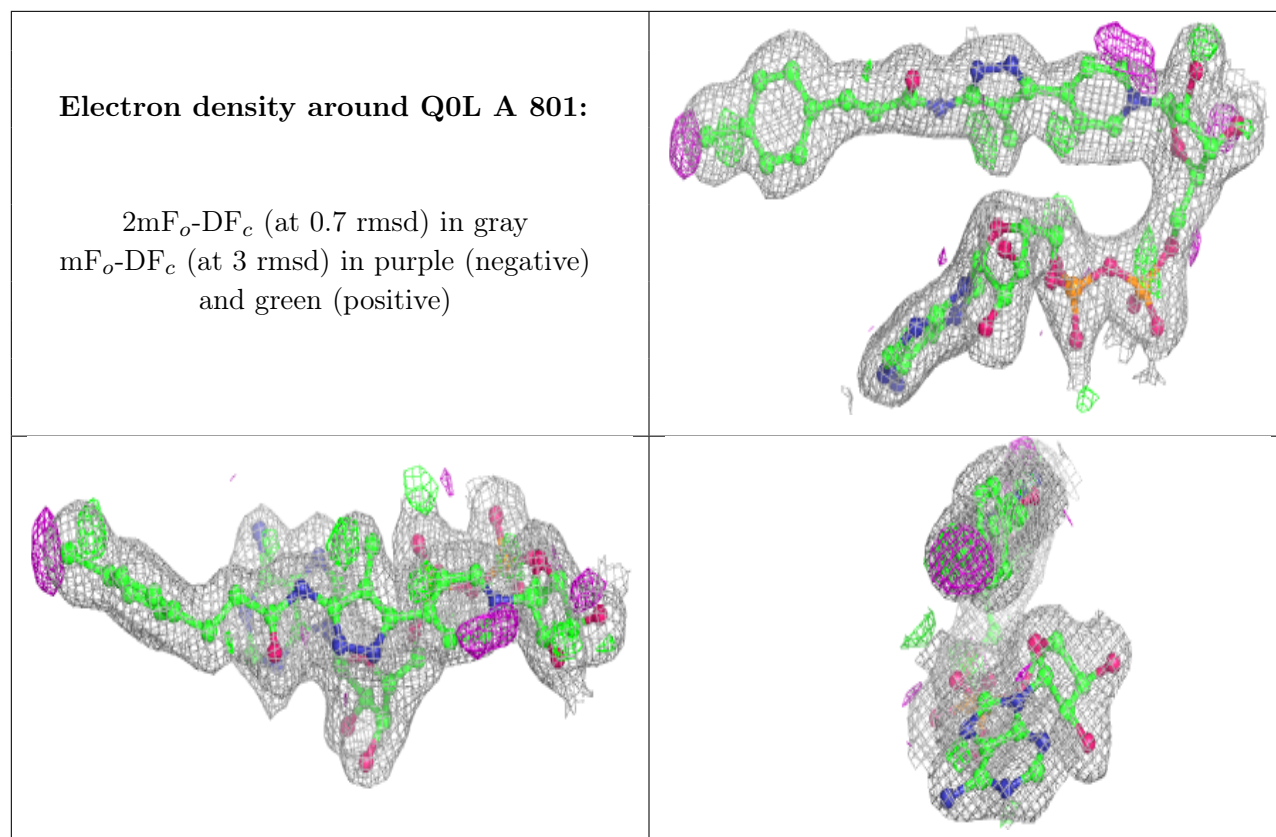 Electron density around Q0L A 801:
2mFo-DFc (at 0.7 rmsd) in gray
mFo-DFc (at 3 rmsd) in purple (negative)
and green (positive)